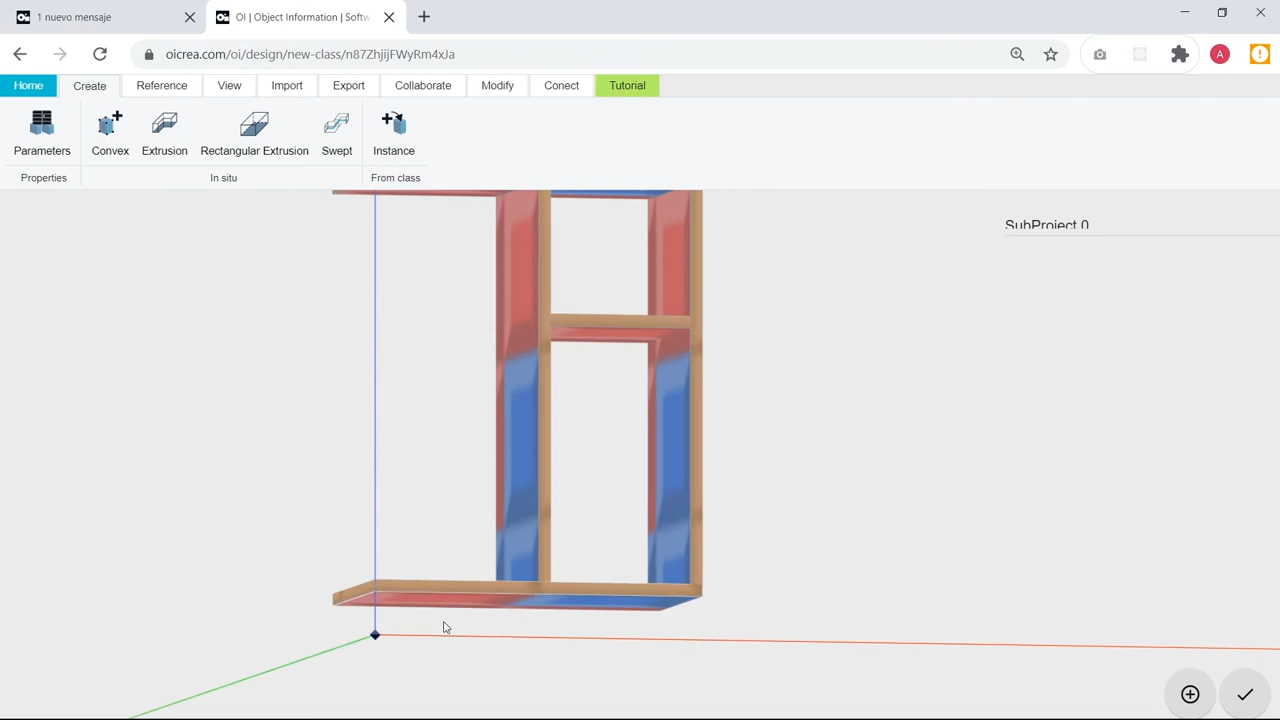 1 nuevo mensaje
OI | Object Information | Softw
oicrea.com/oi/design/new-class/n87ZhjijFWyRm4xJa
A
Home Create Reference View Import Export Collaborate Modify Conect Tutorial
Parameters Convex Extrusion Rectangular Extrusion Swept Instance
Properties In situ From class
SubProject 0